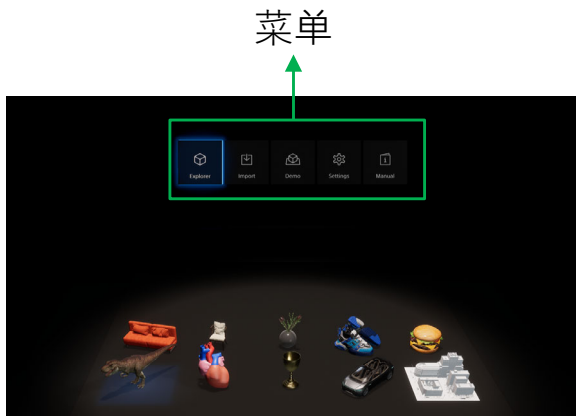 菜单
Explorer
Import
Demo
Settings
Manual